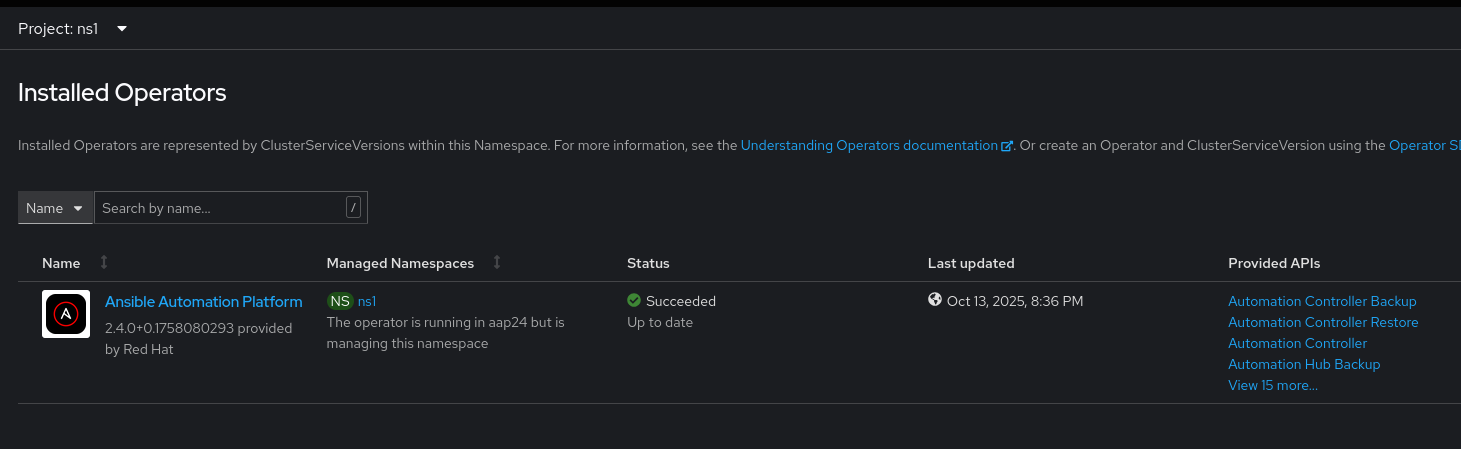 Project: ns1
Installed Operators
Installed Operators are represented by ClusterServiceVersions within this Namespace. For more information, see the Understanding Operators documentation. Or create an Operator and ClusterServiceVersion using the Operator
Name
Search by name...
/
Name Managed Namespaces Status Last updated Provided APIs
Ansible Automation Platform NS ns1 Succeeded Oct 13, 2025, 8:36 PM Automation Controller Backup
2.4.0+0.1758080293 provided The operator is running in aap24 but is Up to date Automation Controller Restore
by Red Hat managing this namespace Automation Controller
Automation Hub Backup
View 15 more...